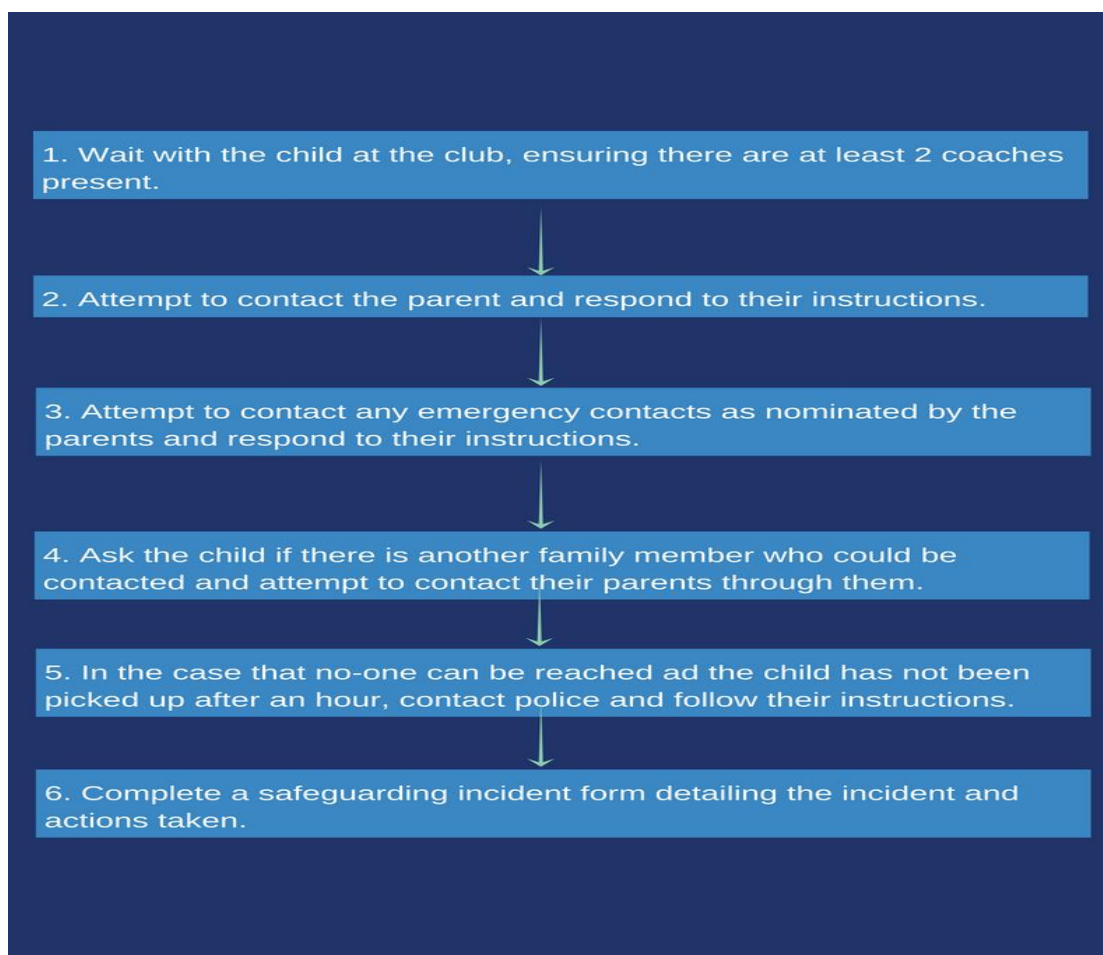 1. Wait with the child at the club, ensuring there are at least 2 coaches
present.
2. Attempt to contact the parent and respond to their instructions.
3. Attempt to contact any emergency contacts as nominated by the
parents and respond to their instructions.
4. Ask the child if there is another family member who could be
contacted and attempt to contact their parents through them.
5. In the case that no-one can be reached ad the child has not been
picked up after an hour, contact police and follow their instructions.
6. Complete a safeguarding incident form detailing the incident and
actions taken.